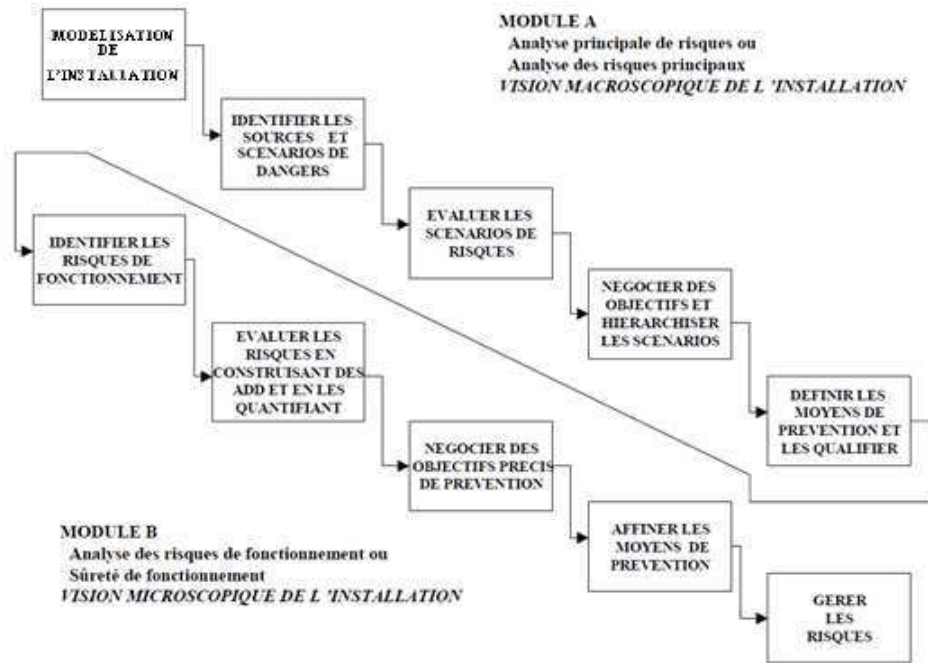 MODELISATION
DE
L'INSTALLATION
MODULE A
Analyse principale de risques ou
Analyse des risques principaux
VISION MACROSCOPIQUE DE L 'INSTALLATION
IDENTIFIER LES
SOURCES ET
SCENARIOS DE
DANGERS
EVALUER LES
SCENARIOS DE
RISQUES
NEGOCIER DES
OBJECTIFS ET
HIERARCHISER
LES SCENARIOS
DEFINIR LES
MOYENS DE
PREVENTION ET
LES QUALIFIER
IDENTIFIER LES
RISQUES DE
FONCTIONNEMENT
EVALUER LES
RISQUES EN
CONSTRUISANT DES
ADD ET EN LES
QUANTIFIANT
NEGOCIER DES
OBJECTIFS PRECIS
DE PREVENTION
AFFINER LES
MOYENS DE
PREVENTION
GERER
LES
RISQUES
MODULE B
Analyse des risques de fonctionnement ou
Sûreté de fonctionnement
VISION MICROSCOPIQUE DE L 'INSTALLATION